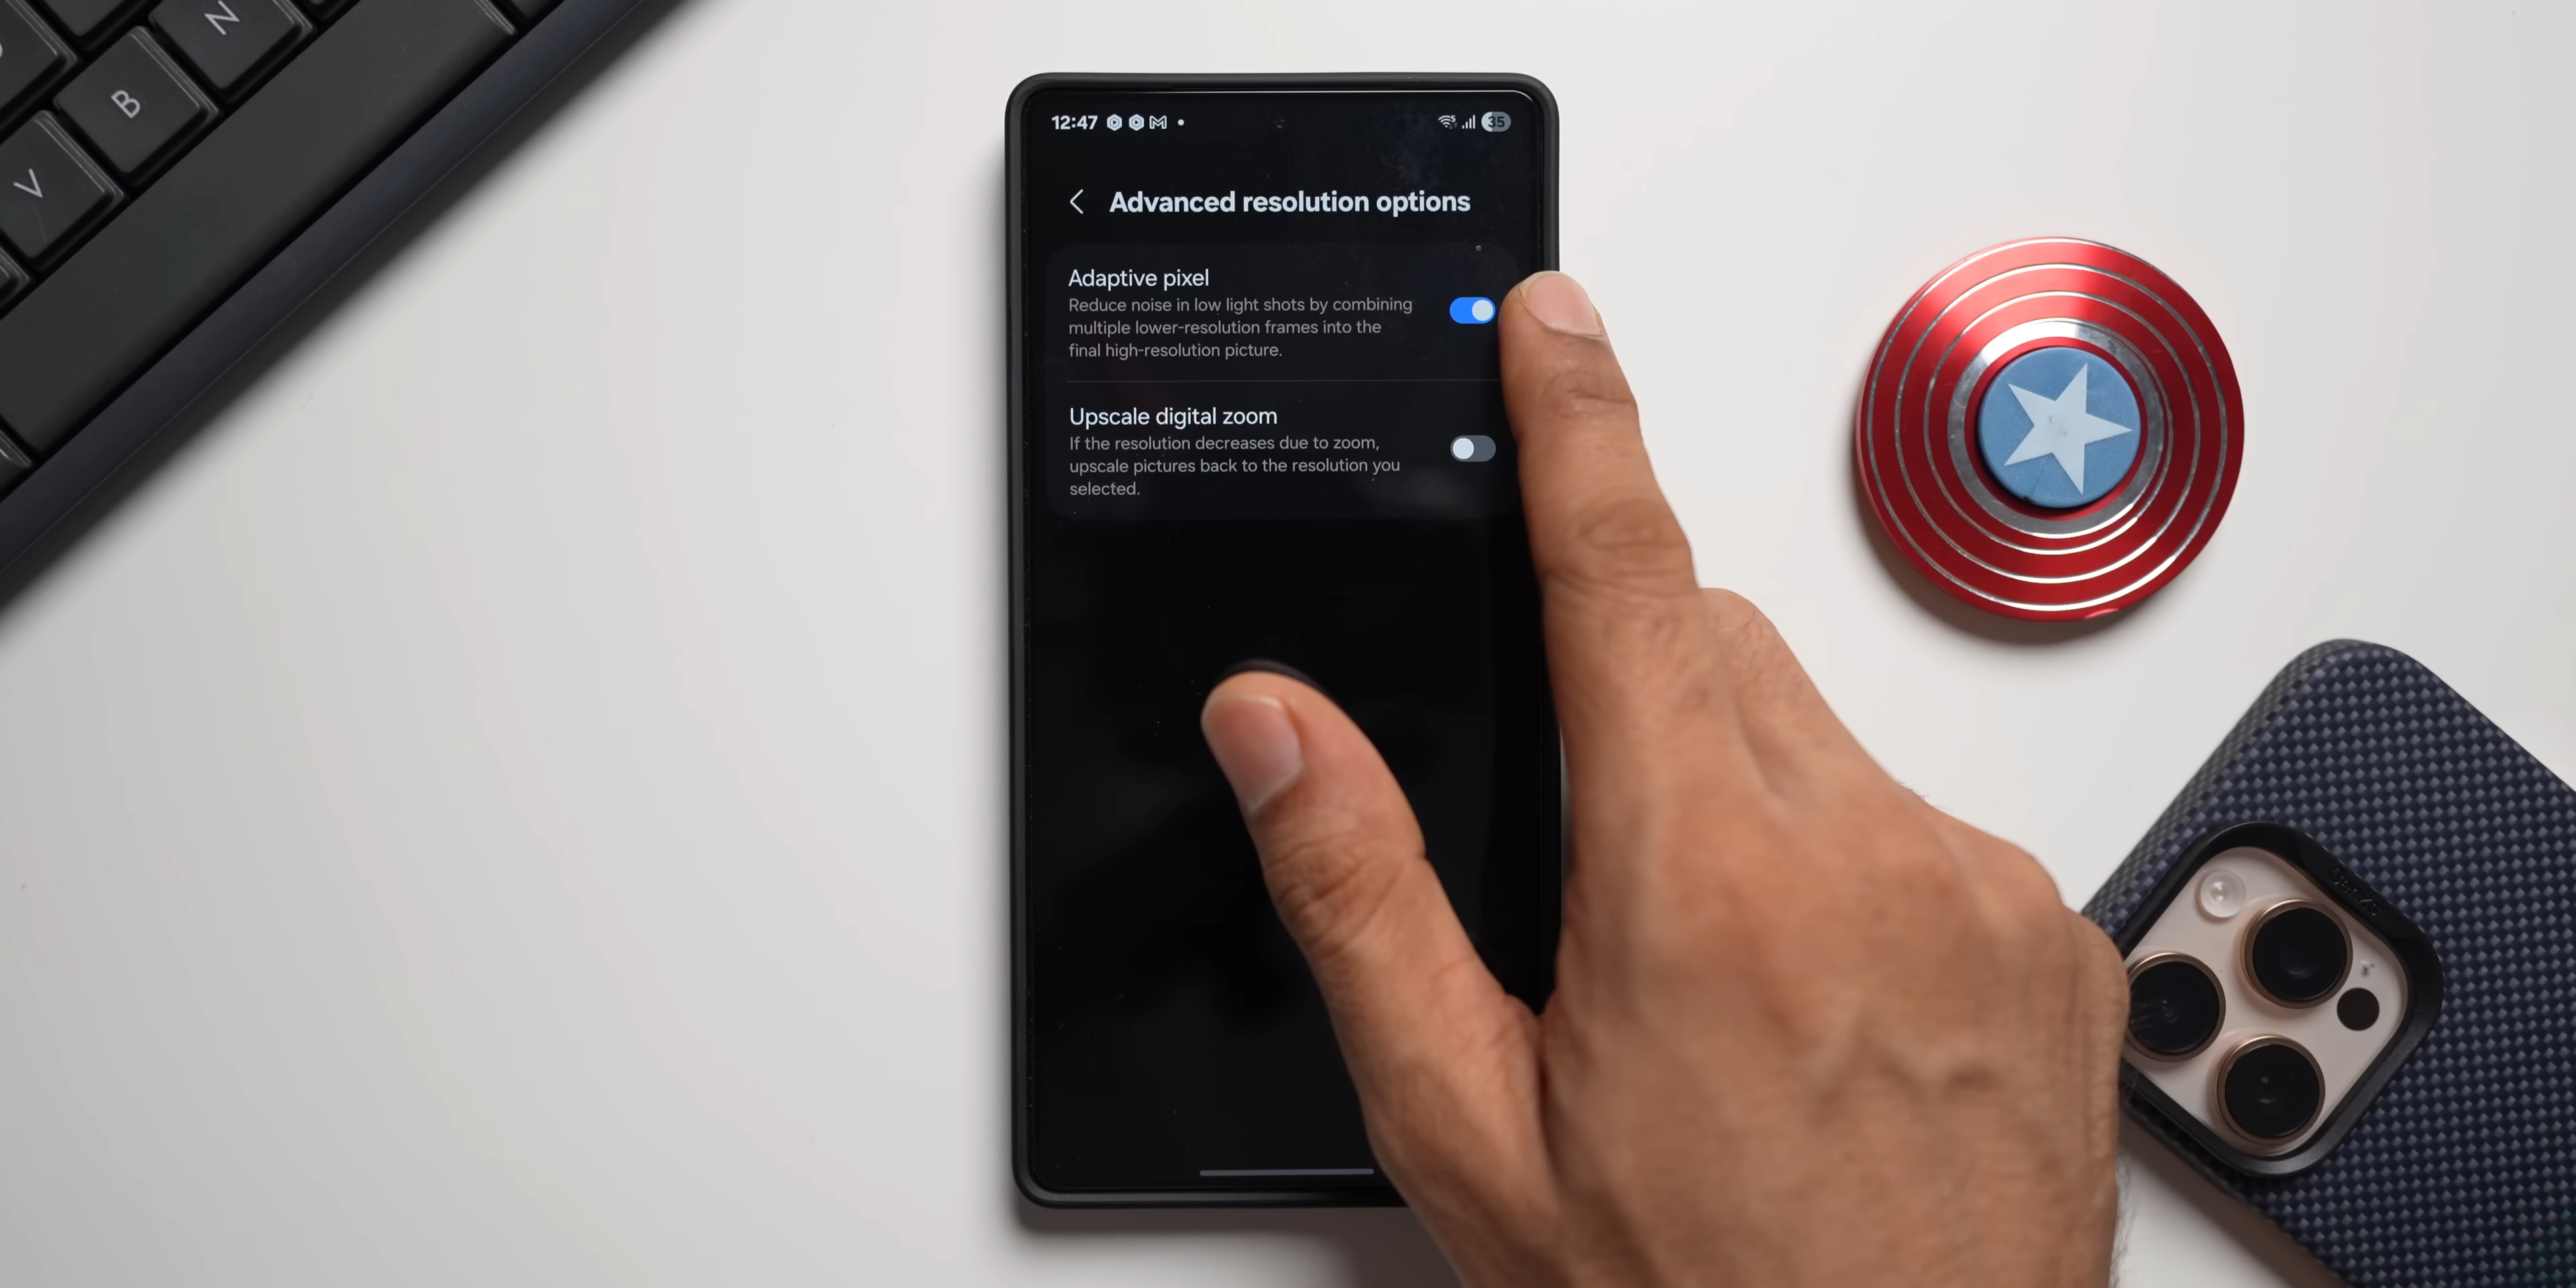 N
B
V
12:47 35
Advanced resolution options
Adaptive pixel
Reduce noise in low light shots by combining
multiple lower-resolution frames into the
final high-resolution picture.
Upscale digital zoom
If the resolution decreases due to zoom,
upscale pictures back to the resolution you
selected.